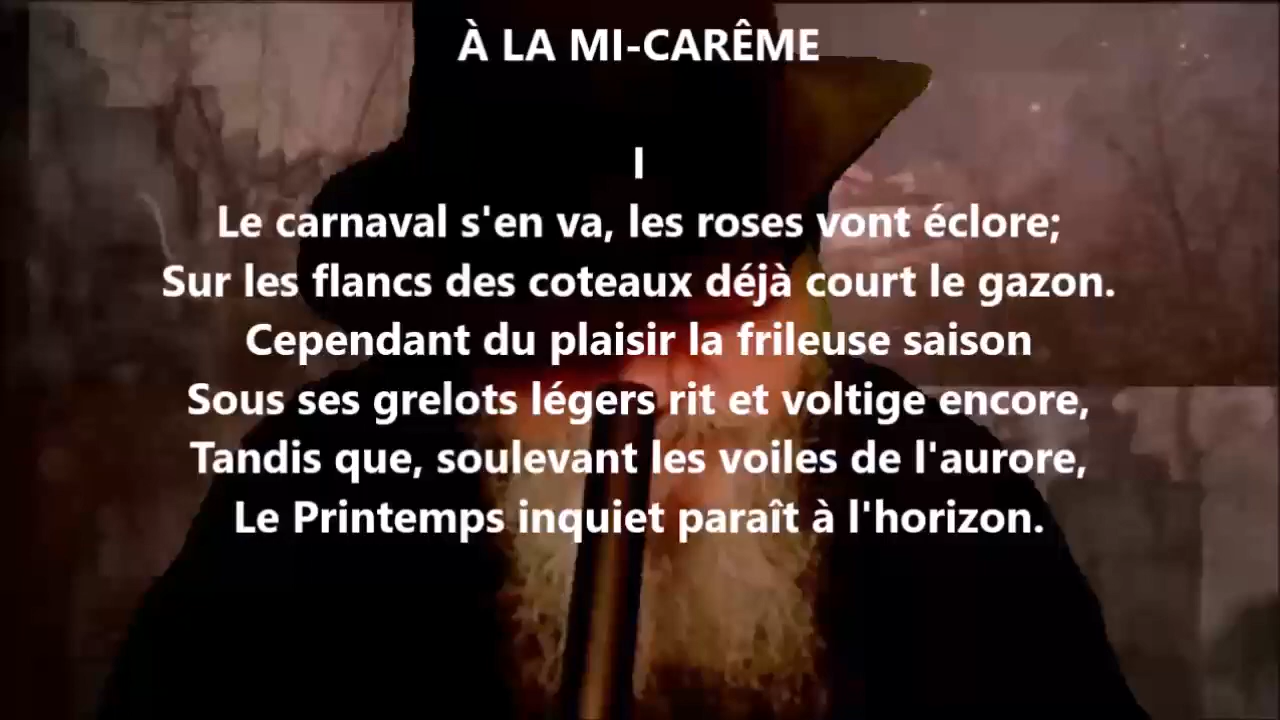 À LA MI-CARÊME
I
Le carnaval s'en va, les roses vont éclore;
Sur les flancs des coteaux déjà court le gazon.
Cependant du plaisir la frileuse saison
Sous ses grelots légers rit et voltige encore,
Tandis que, soulevant les voiles de l'aurore,
Le Printemps inquiet paraît à l'horizon.